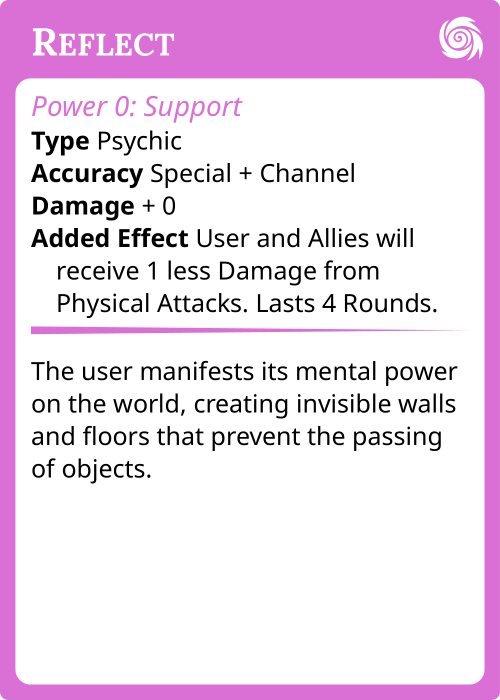 REFLECT
Power 0: Support
Type Psychic
Accuracy Special + Channel
Damage + 0
Added Effect User and Allies will
receive 1 less Damage from
Physical Attacks. Lasts 4 Rounds.
The user manifests its mental power
on the world, creating invisible walls
and floors that prevent the passing
of objects.